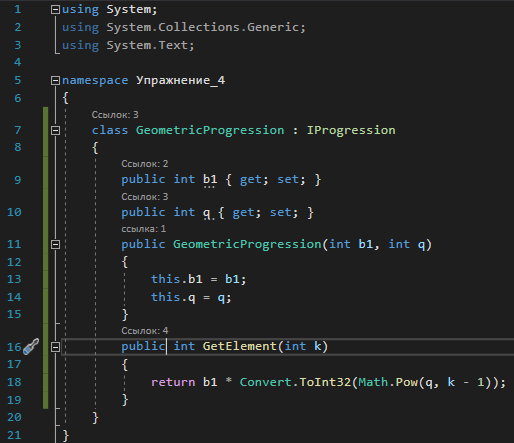 1 using System;
2 using System.Collections.Generic;
3 using System.Text;
4
5 namespace Упражнение_4
6 {
Ссылок: 3
7 class GeometricProgression : IProgression
8 {
Ссылок: 2
9 public int b1 { get; set; }
Ссылок: 3
10 public int q { get; set; }
ссылка: 1
11 public GeometricProgression(int b1, int q)
12 {
13 this.b1 = b1;
14 this.q = q;
15 }
Ссылок: 4
16 public int GetElement(int k)
17 {
18 return b1 * Convert.ToInt32(Math.Pow(q, k - 1));
19 }
20 }
21 }